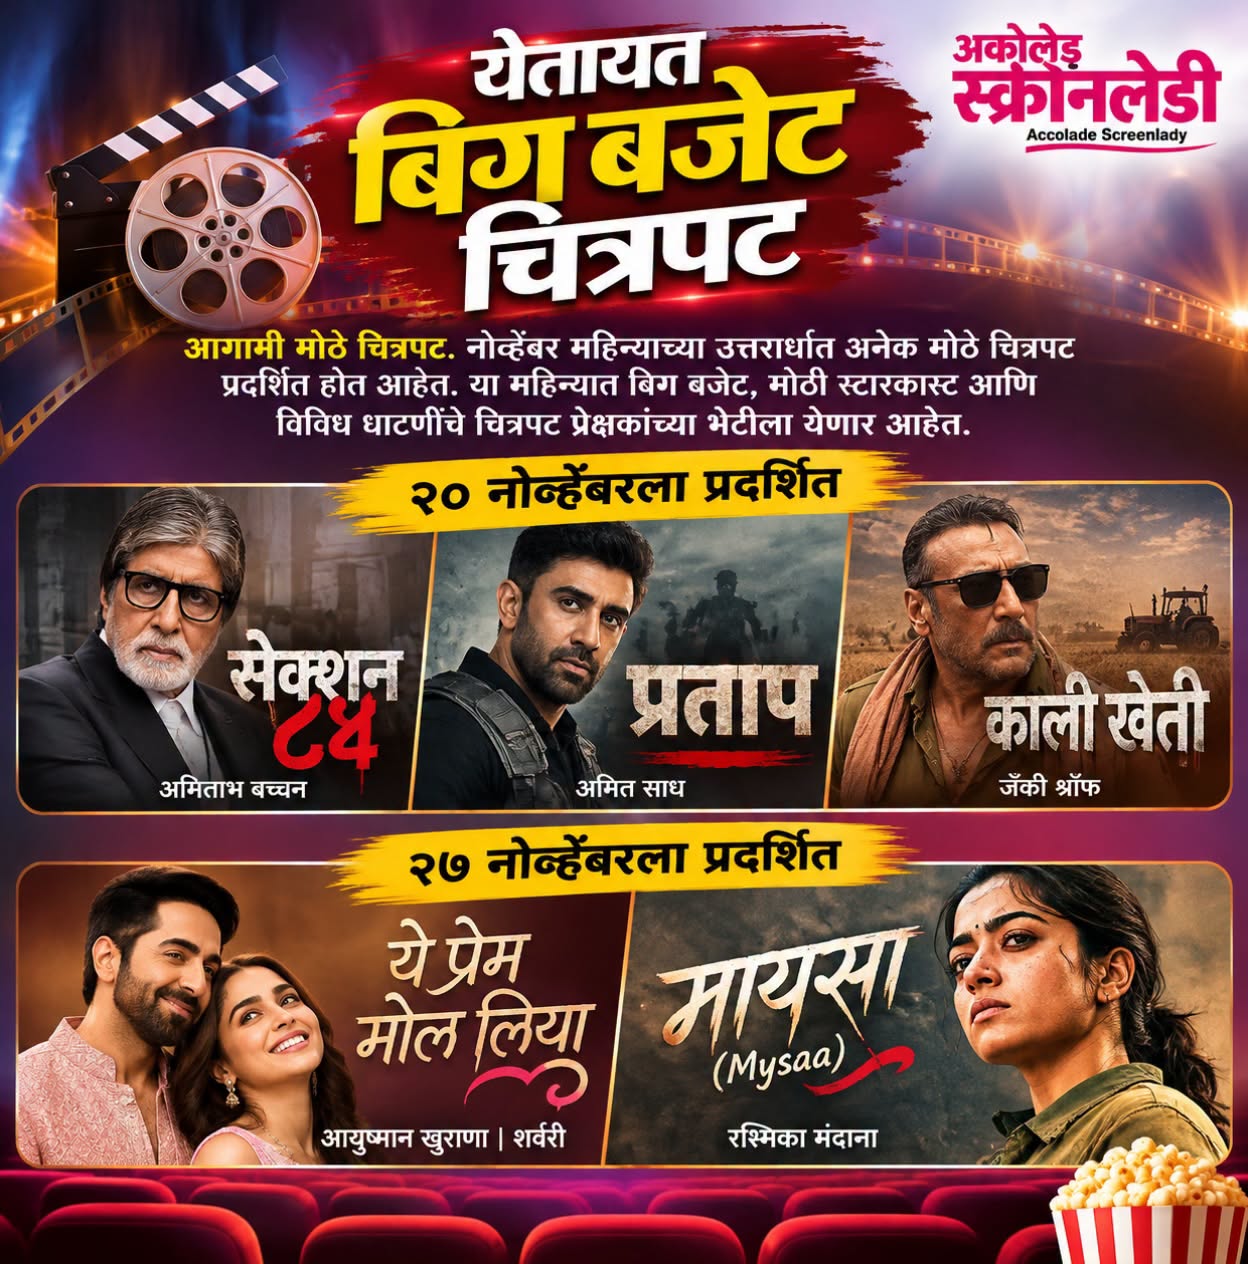 येतायत
बिग बजेट
चित्रपट
अकोलेड
स्क्रीनलेडी
Accolade Screenlady
आगामी मोठे चित्रपट. नोव्हेंबर महिन्याच्या उत्तरार्धात अनेक मोठे चित्रपट
प्रदर्शित होत आहेत. या महिन्यात बिग बजेट, मोठी स्टारकास्ट आणि
विविध धाटणींचे चित्रपट प्रेक्षकांच्या भेटीला येणार आहेत.
२० नोव्हेंबरला प्रदर्शित
सेक्शन
८४
अमिताभ बच्चन
प्रताप
अमित साध
काली खेती
जॅकी श्रॉफ
२७ नोव्हेंबरला प्रदर्शित
ये प्रेम
मोल लिया
आयुष्मान खुराणा | शर्वरी
मायसा
(Mysaa)
रश्मिका मंदाना